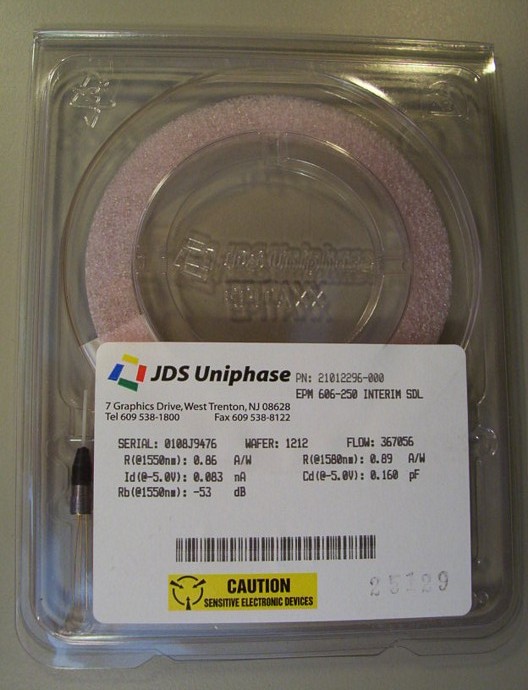 JDS Uniphase
PN: 21012296-000
EPM 606-250 INTERIM SDL
7 Graphics Drive, West Trenton, NJ 08628
Tel 609 538-1800 Fax 609 538-8122
SERIAL: 0108J9476 WAFER: 1212 FLOW: 367056
R(@1550nm): 0.86 A/W R(@1580nm): 0.89 A/W
Id(@-5.0V): 0.083 nA Cd(@-5.0V): 0.160 pF
Rb(@1550nm): -53 dB
CAUTION
SENSITIVE ELECTRONIC DEVICES